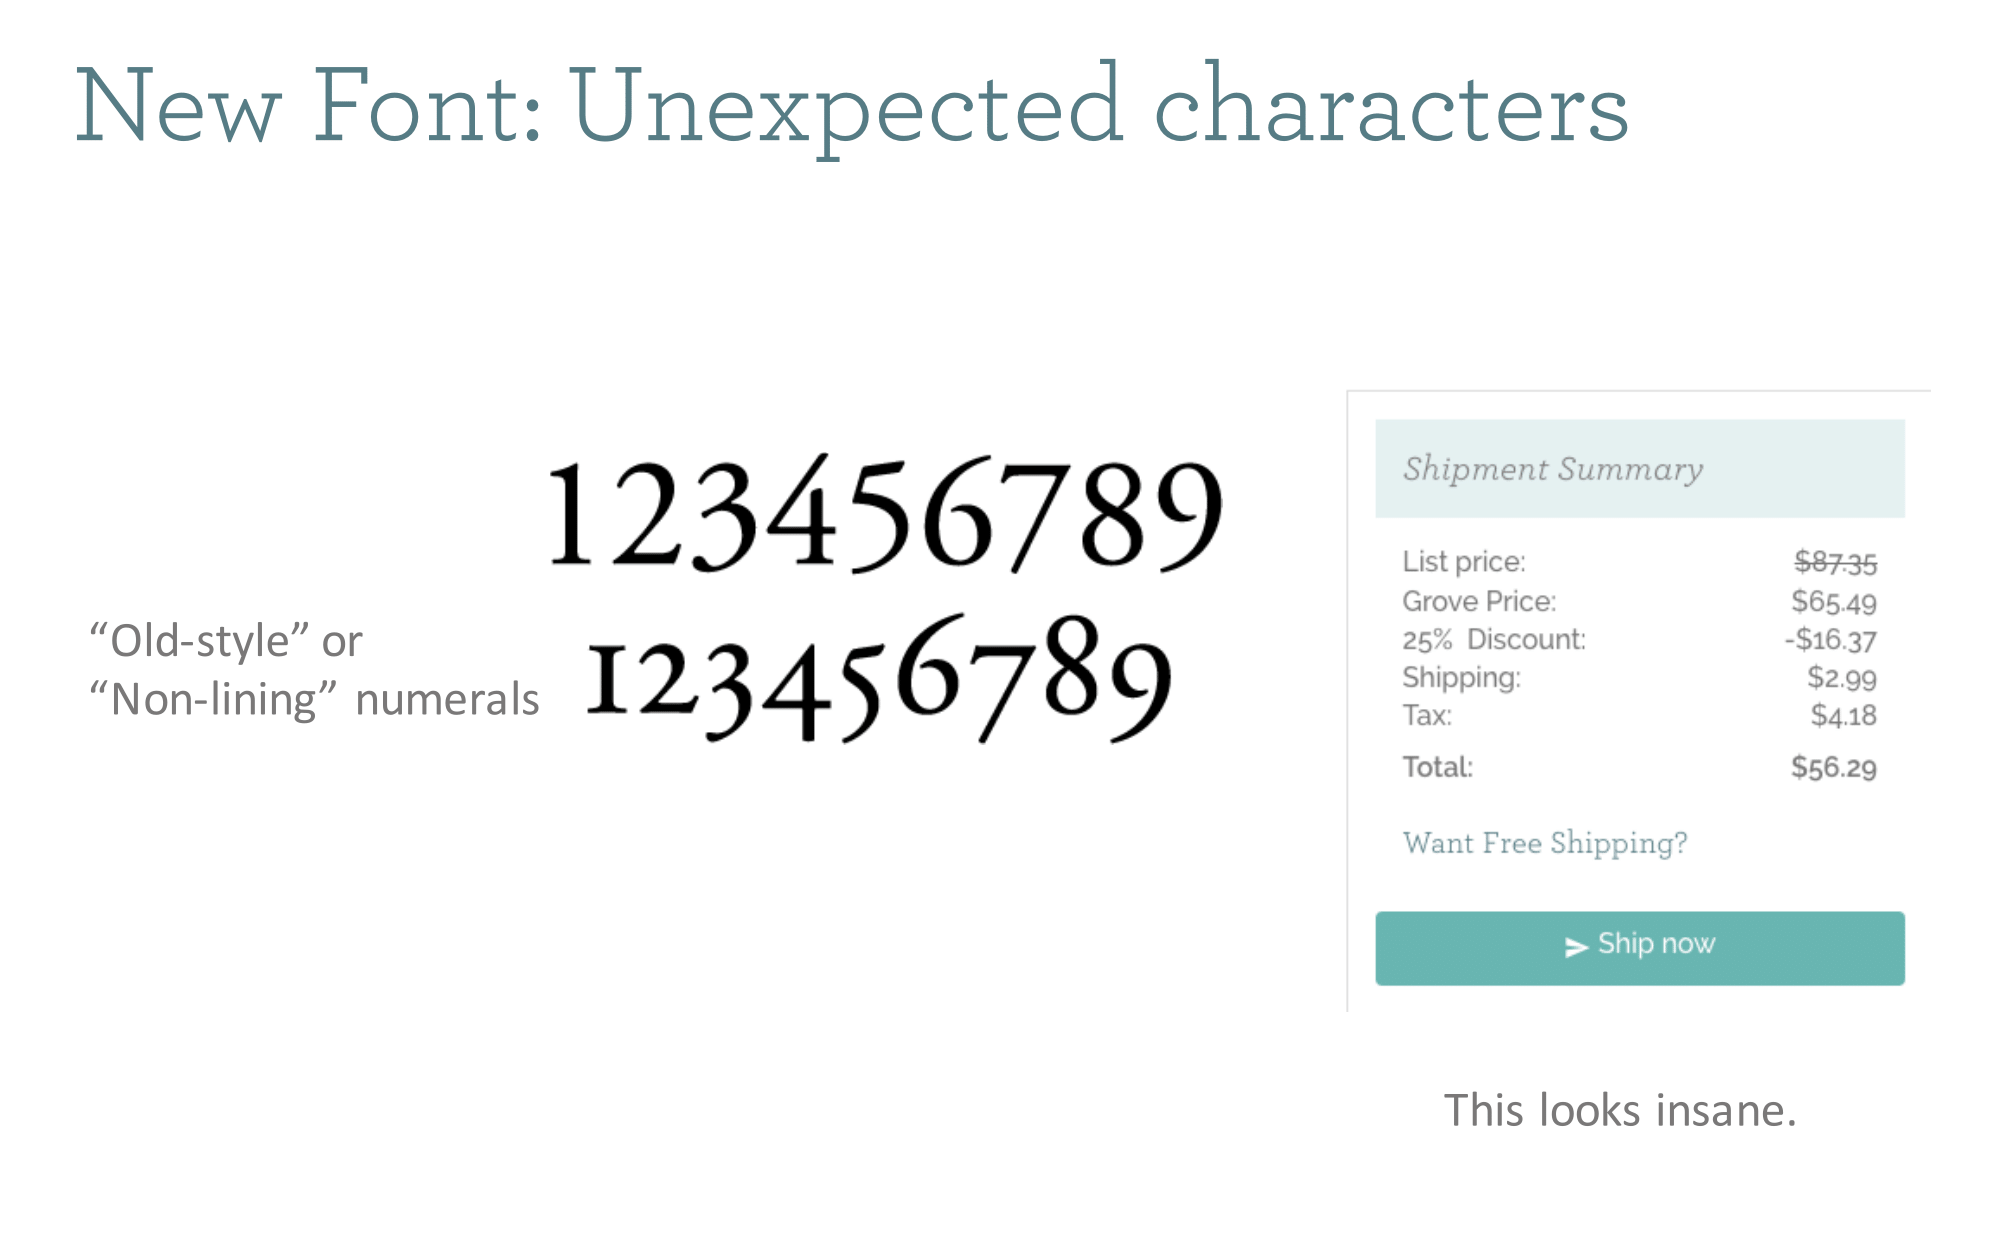 New Font: Unexpected characters
123456789
“Old-style” or
“Non-lining” numerals
123456789
Shipment Summary
List price: $87.35
Grove Price: $65.49
25% Discount: -$16.37
Shipping: $2.99
Tax: $4.18
Total: $56.29
Want Free Shipping?
Ship now
This looks insane.